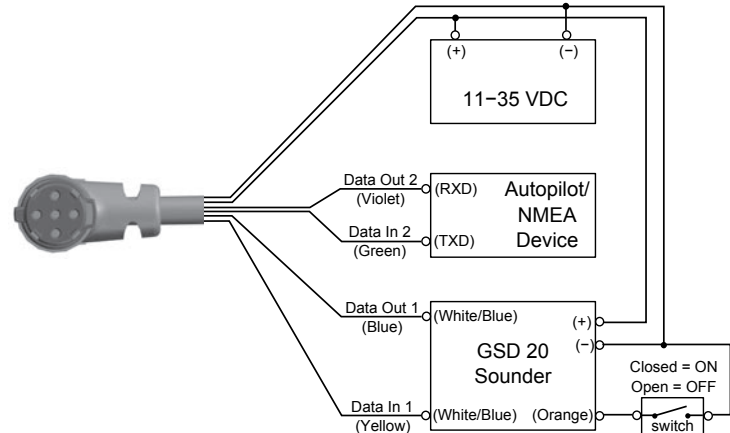 (+)
(−)
11−35 VDC
Data Out 2
(Violet)
(RXD)
Autopilot/
NMEA
Device
Data In 2
(Green)
(TXD)
Data Out 1
(Blue)
(White/Blue)
(+)
(−)
GSD 20
Sounder
Closed = ON
Open = OFF
Data In 1
(Yellow)
(White/Blue)
(Orange)
switch